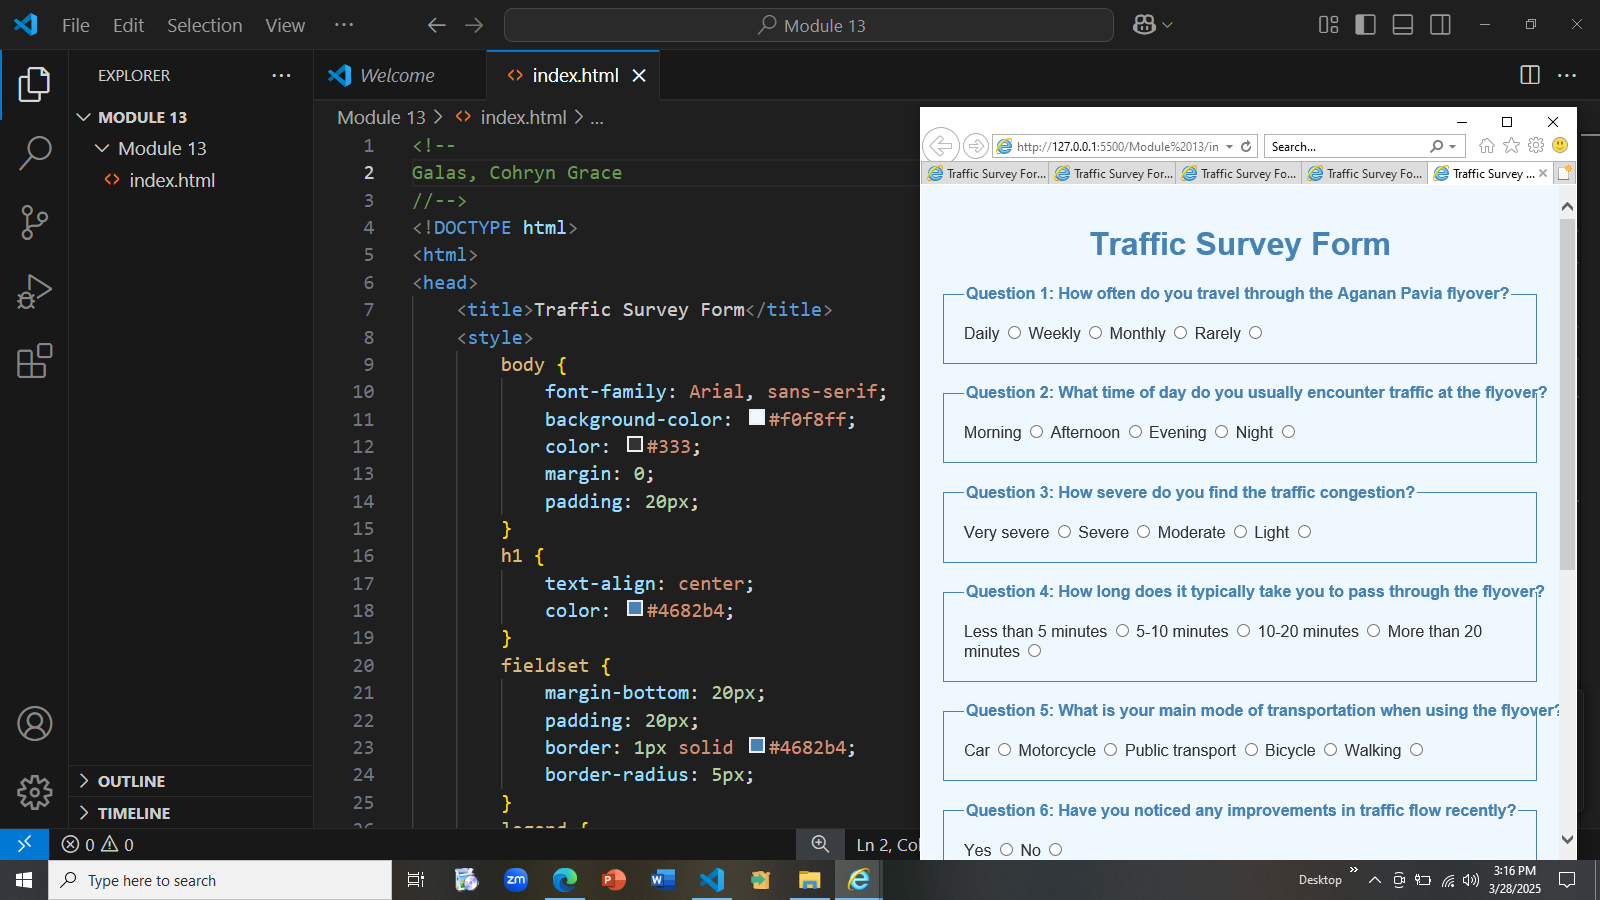 File Edit Selection View ...
Module 13
EXPLORER
MODULE 13
Module 13
index.html
OUTLINE
TIMELINE
Welcome
index.html
Module 13 > index.html > ...
1 <!--
2 Galas, Cohryn Grace
3 //-->
4 <!DOCTYPE html>
5 <html>
6 <head>
7 <title>Traffic Survey Form</title>
8 <style>
9 body {
10 font-family: Arial, sans-serif;
11 background-color: #f0f8ff;
12 color: #333;
13 margin: 0;
14 padding: 20px;
15 }
16 h1 {
17 text-align: center;
18 color: #4682b4;
19 }
20 fieldset {
21 margin-bottom: 20px;
22 padding: 20px;
23 border: 1px solid #4682b4;
24 border-radius: 5px;
25 }
26 legend {
http://127.0.0.1:5500/Module%2013/in
Search...
Traffic Survey For...
Traffic Survey For...
Traffic Survey Fo...
Traffic Survey Fo...
Traffic Survey ...
Traffic Survey Form
Question 1: How often do you travel through the Aganan Pavia flyover?
Daily Weekly Monthly Rarely
Question 2: What time of day do you usually encounter traffic at the flyover?
Morning Afternoon Evening Night
Question 3: How severe do you find the traffic congestion?
Very severe Severe Moderate Light
Question 4: How long does it typically take you to pass through the flyover?
Less than 5 minutes 5-10 minutes 10-20 minutes More than 20
minutes
Question 5: What is your main mode of transportation when using the flyover?
Car Motorcycle Public transport Bicycle Walking
Question 6: Have you noticed any improvements in traffic flow recently?
Yes No
0 0
Ln 2, Co
Type here to search
zm
Desktop
3:16 PM
3/28/2025